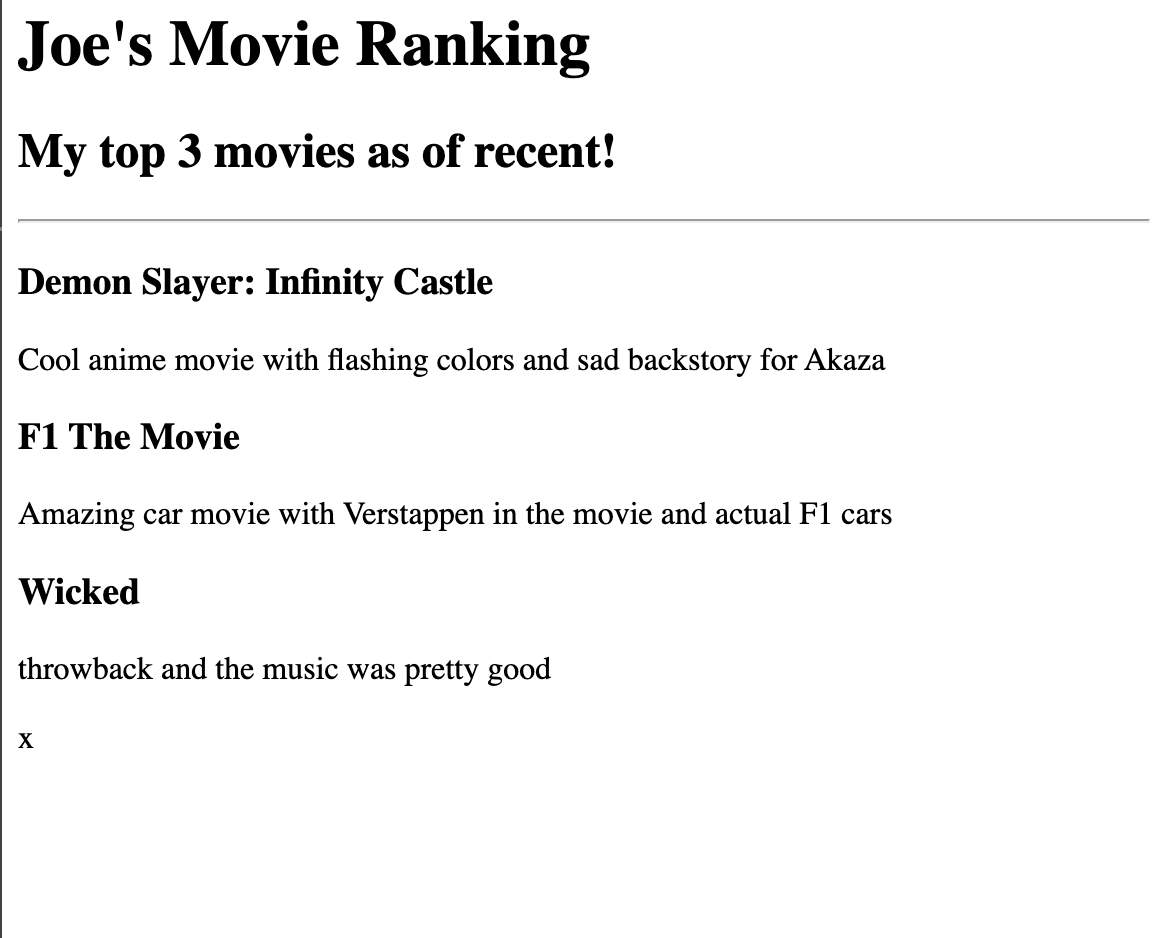 Joe's Movie Ranking
My top 3 movies as of recent!
Demon Slayer: Infinity Castle
Cool anime movie with flashing colors and sad backstory for Akaza
F1 The Movie
Amazing car movie with Verstappen in the movie and actual F1 cars
Wicked
throwback and the music was pretty good
x